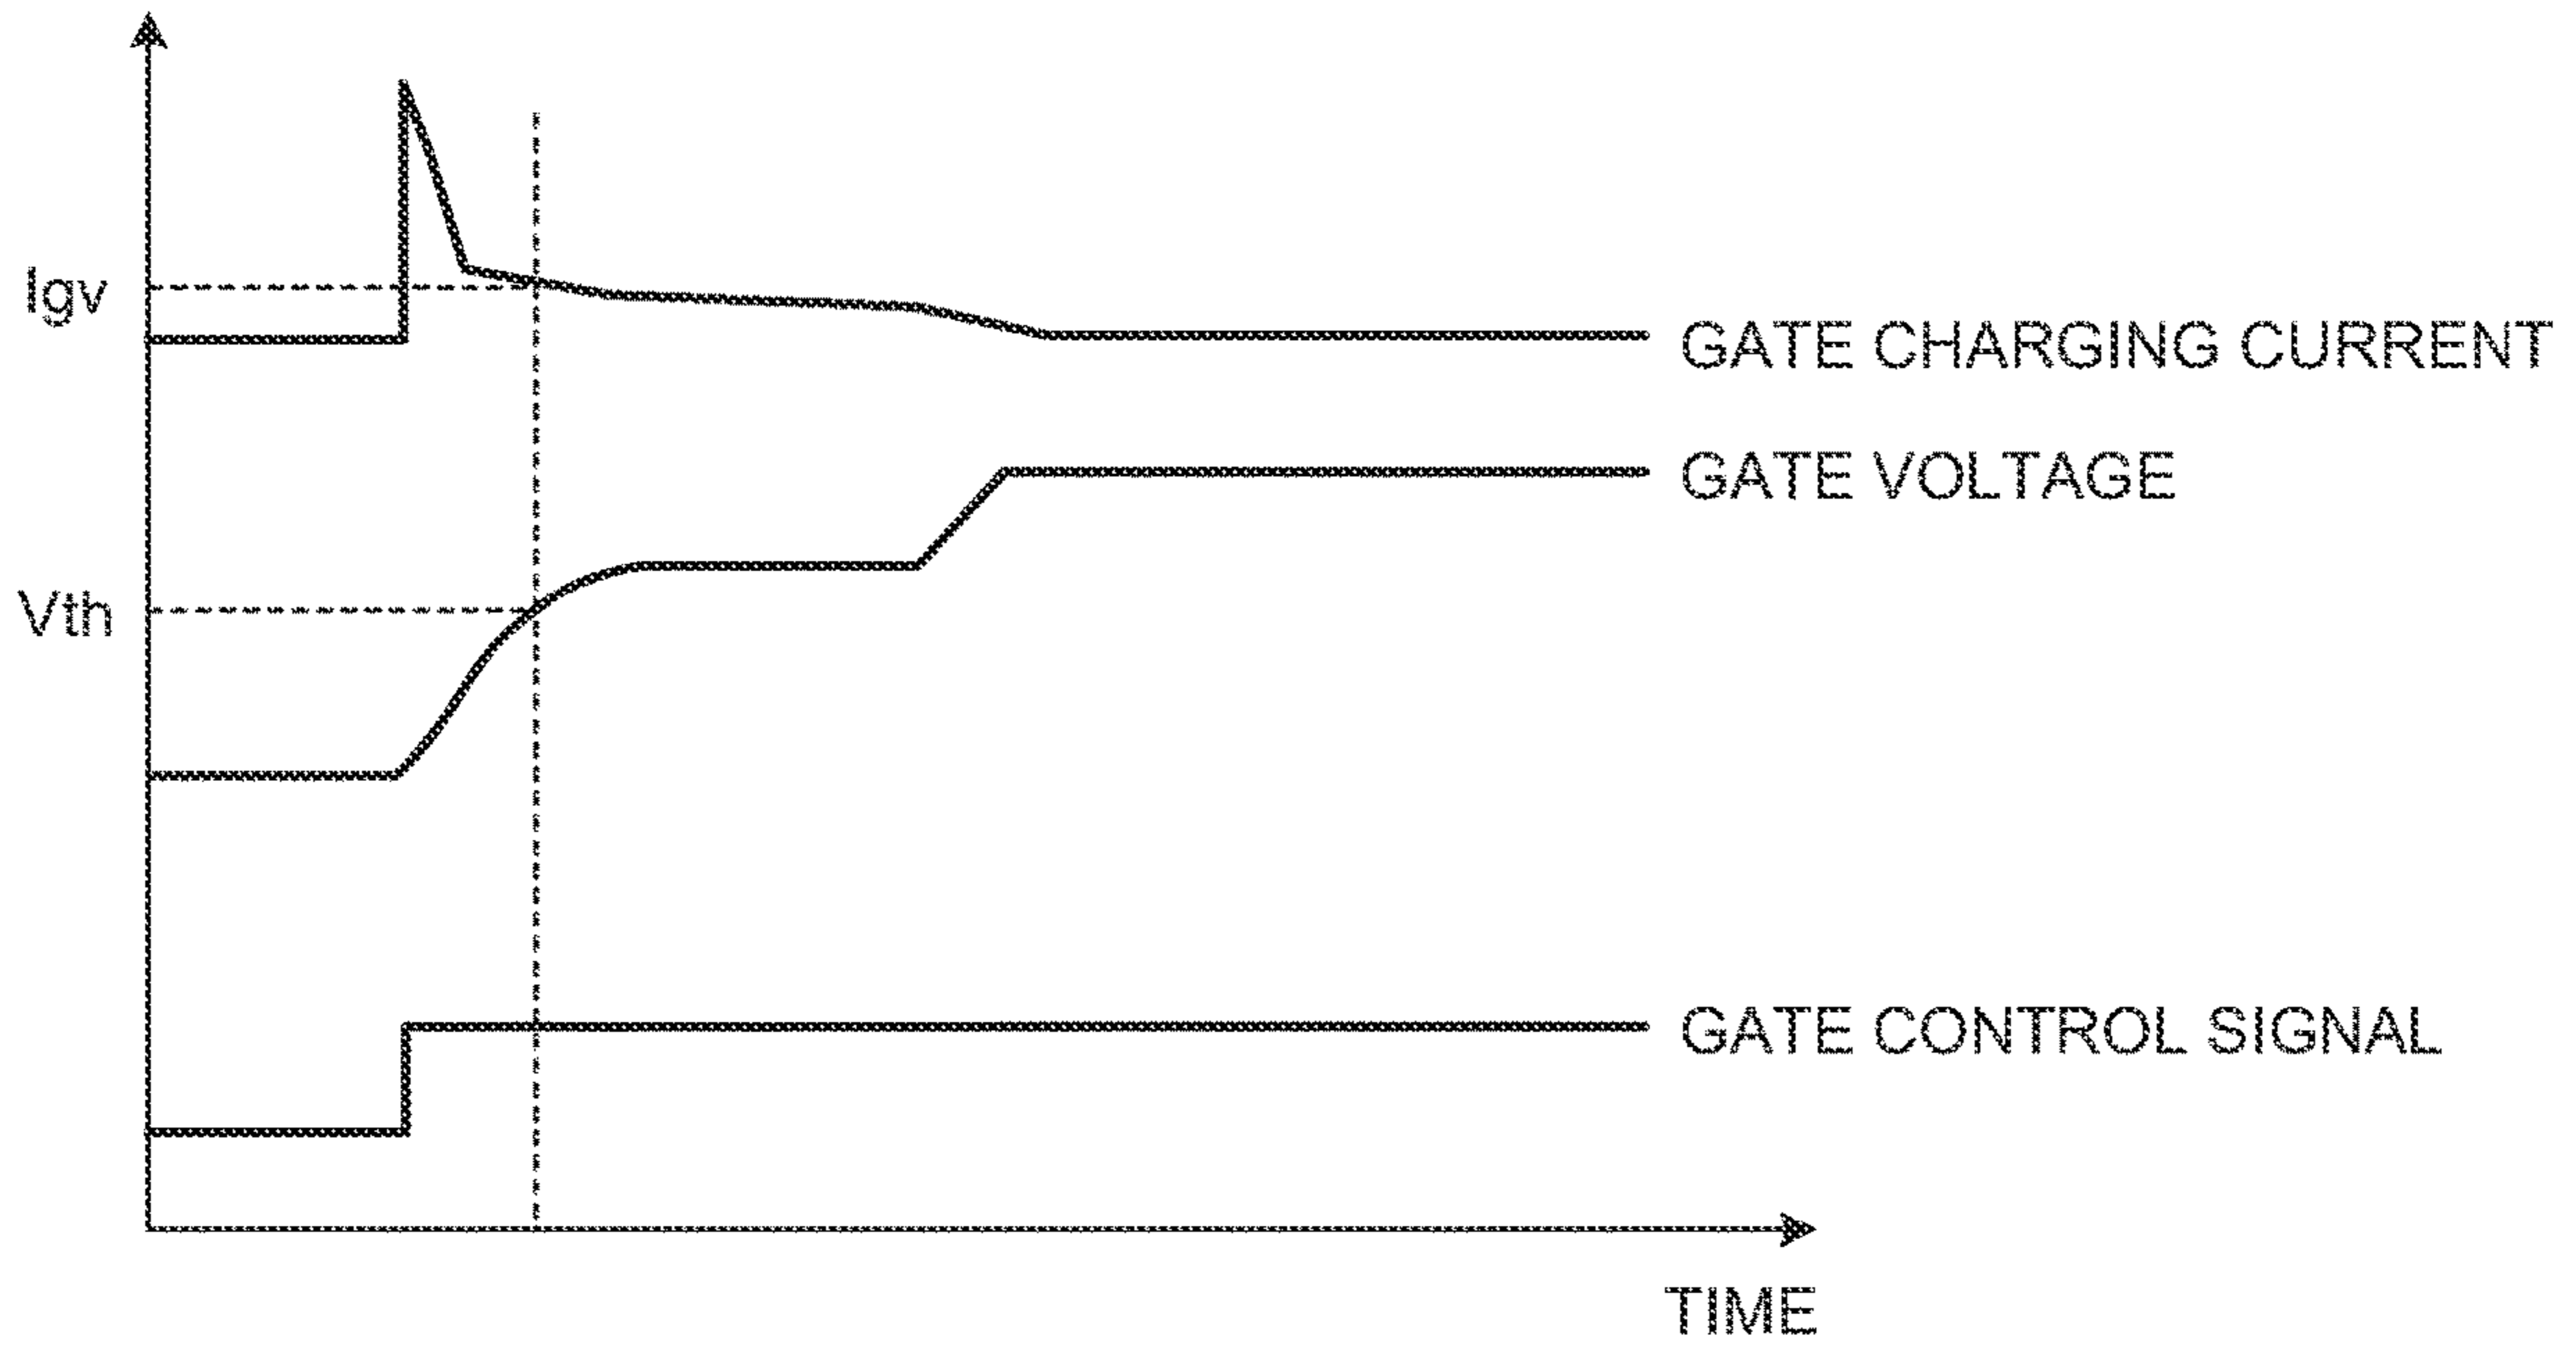 Igv
GATE CHARGING CURRENT
GATE VOLTAGE
Vth
GATE CONTROL SIGNAL
TIME